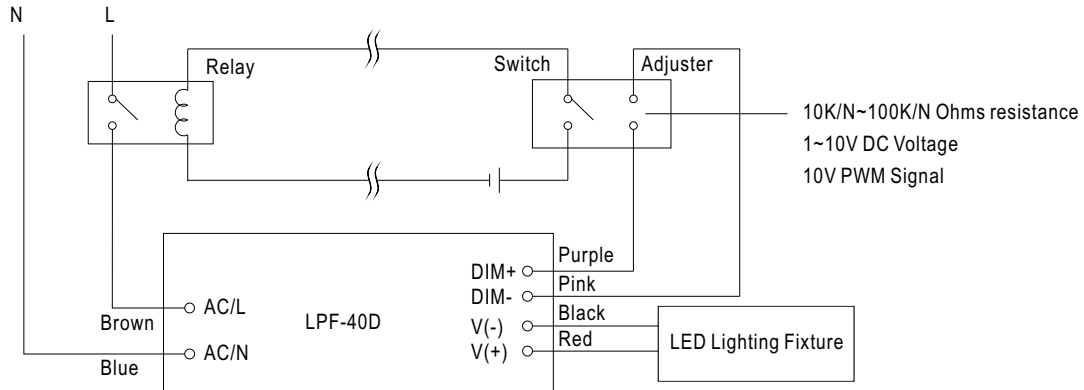 N L
Relay
Switch
Adjuster
10K/N~100K/N Ohms resistance
1~10V DC Voltage
10V PWM Signal
Purple
DIM+
Pink
DIM-
Black
V(-)
Red
V(+)
LED Lighting Fixture
AC/L
Brown
LPF-40D
AC/N
Blue